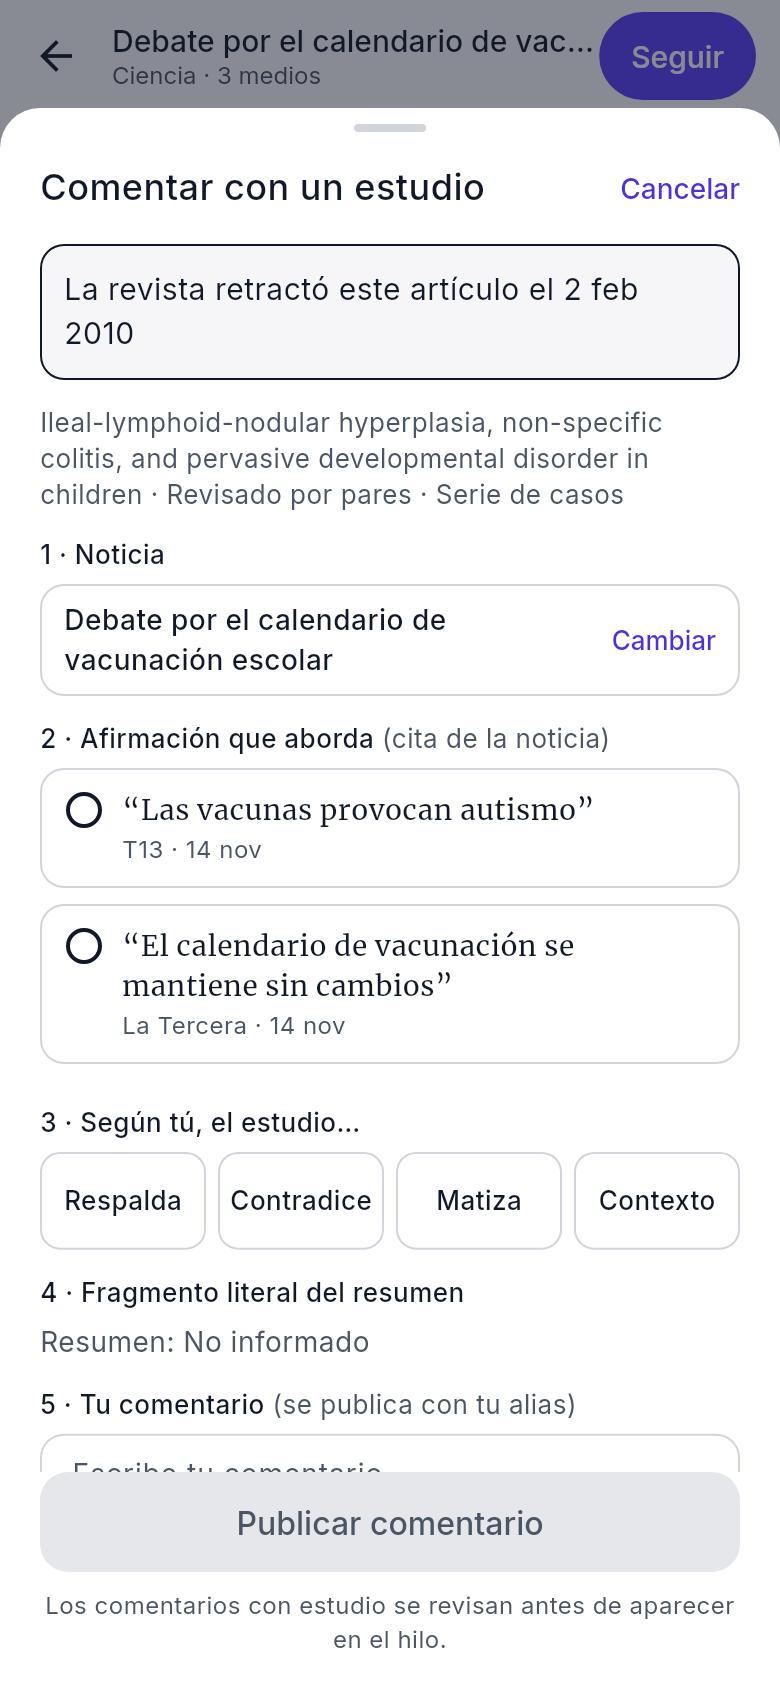 Debate por el calendario de vac...
Ciencia · 3 medios
Seguir
Comentar con un estudio
Cancelar
La revista retractó este artículo el 2 feb
2010
Ileal-lymphoid-nodular hyperplasia, non-specific
colitis, and pervasive developmental disorder in
children · Revisado por pares · Serie de casos
1 · Noticia
Debate por el calendario de
vacunación escolar
Cambiar
2 · Afirmación que aborda (cita de la noticia)
“Las vacunas provocan autismo”
T13 · 14 nov
“El calendario de vacunación se
mantiene sin cambios”
La Tercera · 14 nov
3 · Según tú, el estudio...
Respalda
Contradice
Matiza
Contexto
4 · Fragmento literal del resumen
Resumen: No informado
5 · Tu comentario (se publica con tu alias)
Escribe tu comentario
Publicar comentario
Los comentarios con estudio se revisan antes de aparecer
en el hilo.